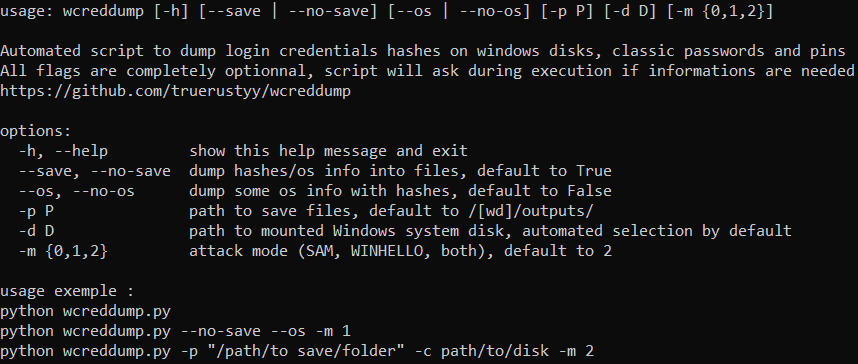 usage: wcreddump [-h] [--save | --no-save] [--os | --no-os] [-p P] [-d D] [-m {0,1,2}]

Automated script to dump login credentials hashes on windows disks, classic passwords and pins
All flags are completely optionnal, script will ask during execution if informations are needed
https://github.com/truerustyy/wcreddump

options:
  -h, --help         show this help message and exit
  --save, --no-save  dump hashes/os info into files, default to True
  --os, --no-os      dump some os info with hashes, default to False
  -p P               path to save files, default to /[wd]/outputs/
  -d D               path to mounted Windows system disk, automated selection by default
  -m {0,1,2}         attack mode (SAM, WINHELLO, both), default to 2

usage exemple :
python wcreddump.py
python wcreddump.py --no-save --os -m 1
python wcreddump.py -p "/path/to save/folder" -c path/to/disk -m 2